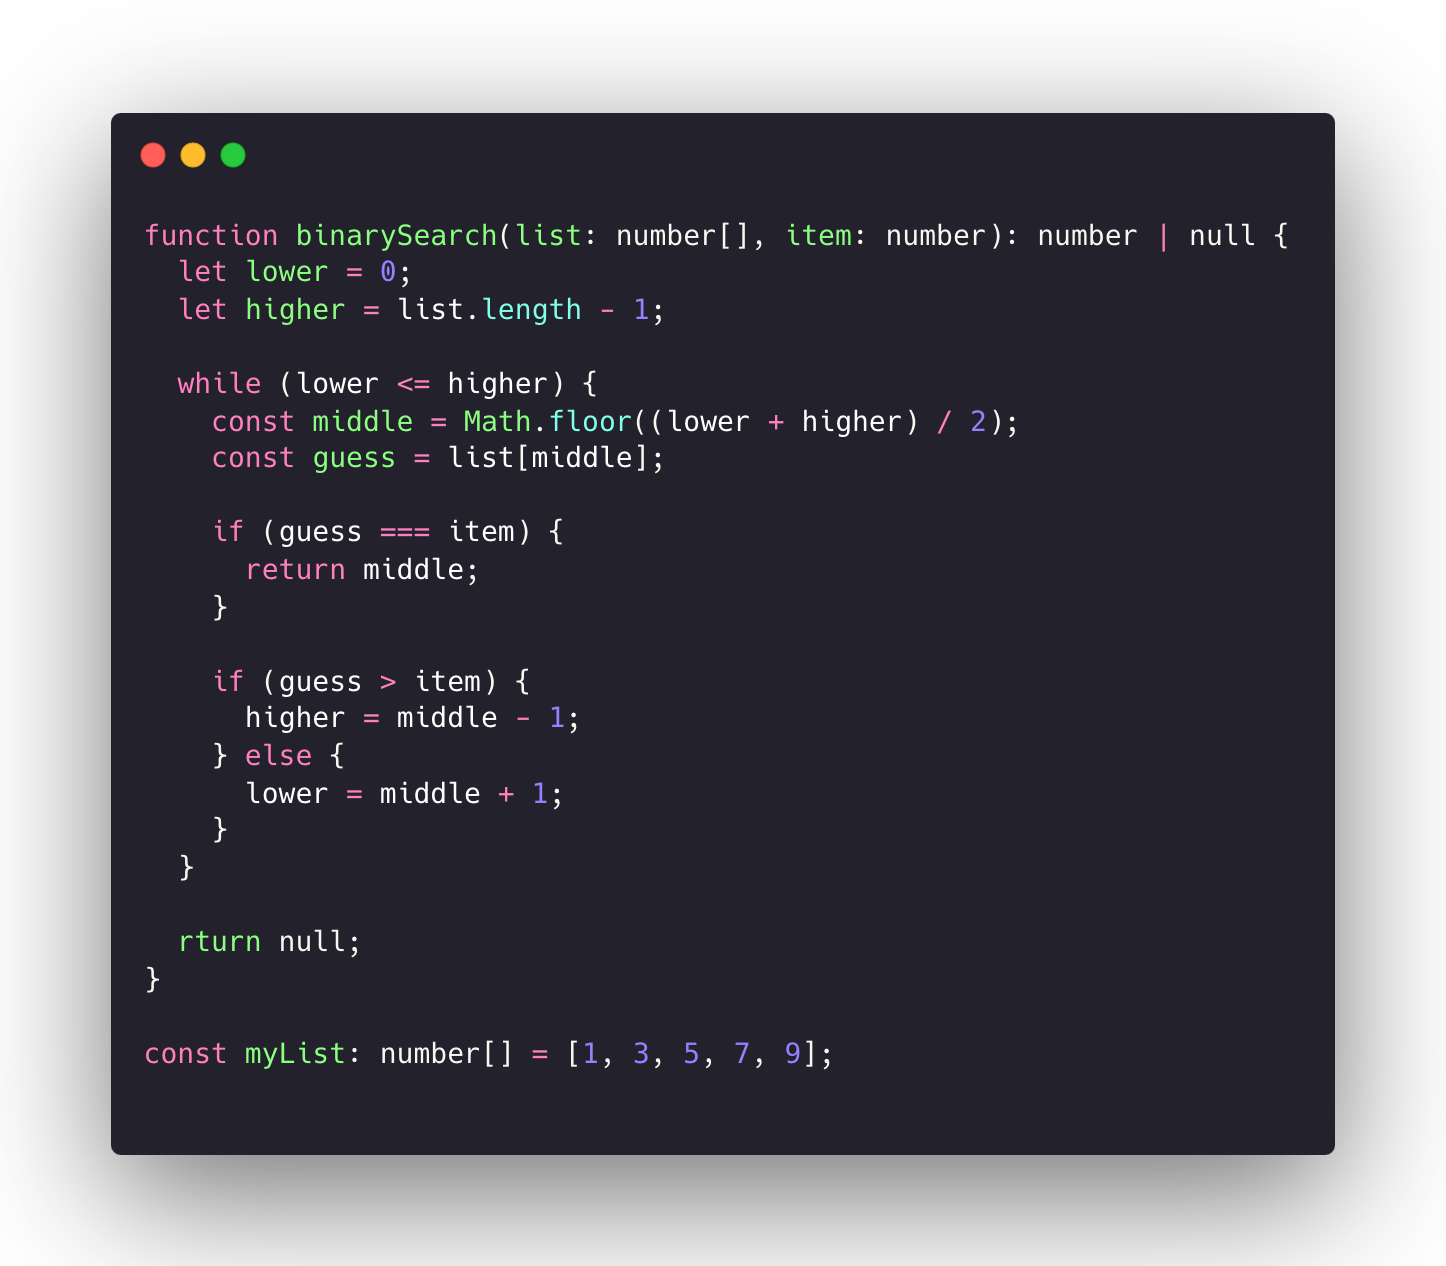 function binarySearch(list: number[], item: number): number | null {
  let lower = 0;
  let higher = list.length - 1;

  while (lower <= higher) {
    const middle = Math.floor((lower + higher) / 2);
    const guess = list[middle];

    if (guess === item) {
      return middle;
    }

    if (guess > item) {
      higher = middle - 1;
    } else {
      lower = middle + 1;
    }
  }

  rturn null;
}

const myList: number[] = [1, 3, 5, 7, 9];